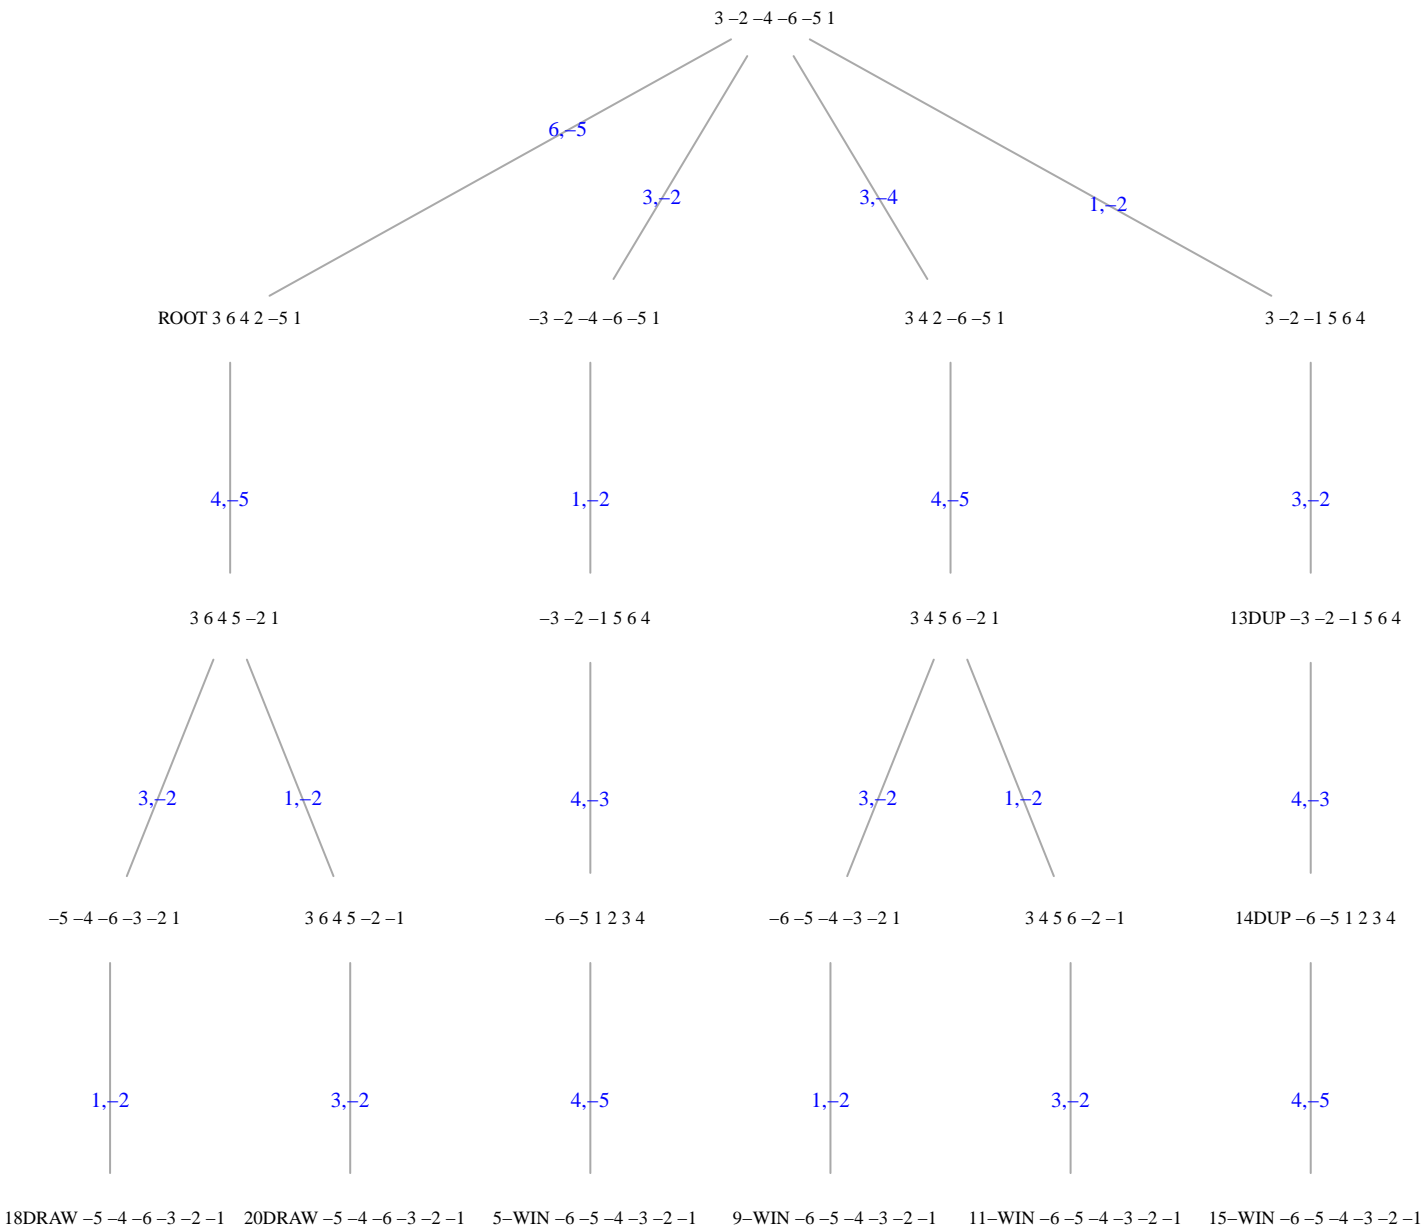 3 –2 –4 –6 –5 1
6,–5
3,–2
3,–4
1,–2
ROOT 3 6 4 2 –5 1
–3 –2 –4 –6 –5 1
3 4 2 –6 –5 1
3 –2 –1 5 6 4
4,–5
1,–2
4,–5
3,–2
3 6 4 5 –2 1
–3 –2 –1 5 6 4
3 4 5 6 –2 1
13DUP –3 –2 –1 5 6 4
3,–2
1,–2
4,–3
3,–2
1,–2
4,–3
–5 –4 –6 –3 –2 1
3 6 4 5 –2 –1
–6 –5 1 2 3 4
–6 –5 –4 –3 –2 1
3 4 5 6 –2 –1
14DUP –6 –5 1 2 3 4
1,–2
3,–2
4,–5
1,–2
3,–2
4,–5
18DRAW –5 –4 –6 –3 –2 –1
20DRAW –5 –4 –6 –3 –2 –1
5–WIN –6 –5 –4 –3 –2 –1
9–WIN –6 –5 –4 –3 –2 –1
11–WIN –6 –5 –4 –3 –2 –1
15–WIN –6 –5 –4 –3 –2 –1